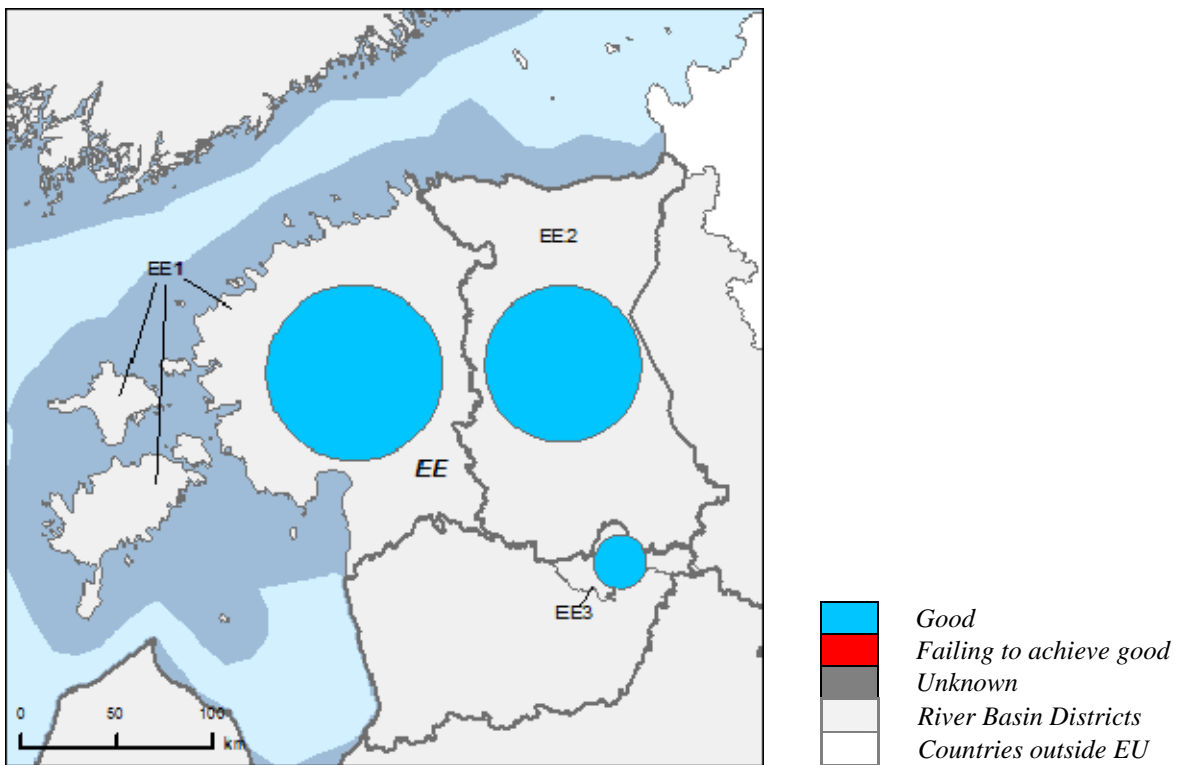 EE2
EE1
EE
EE3
0 50 100
km
Good
Failing to achieve good
Unknown
River Basin Districts
Countries outside EU